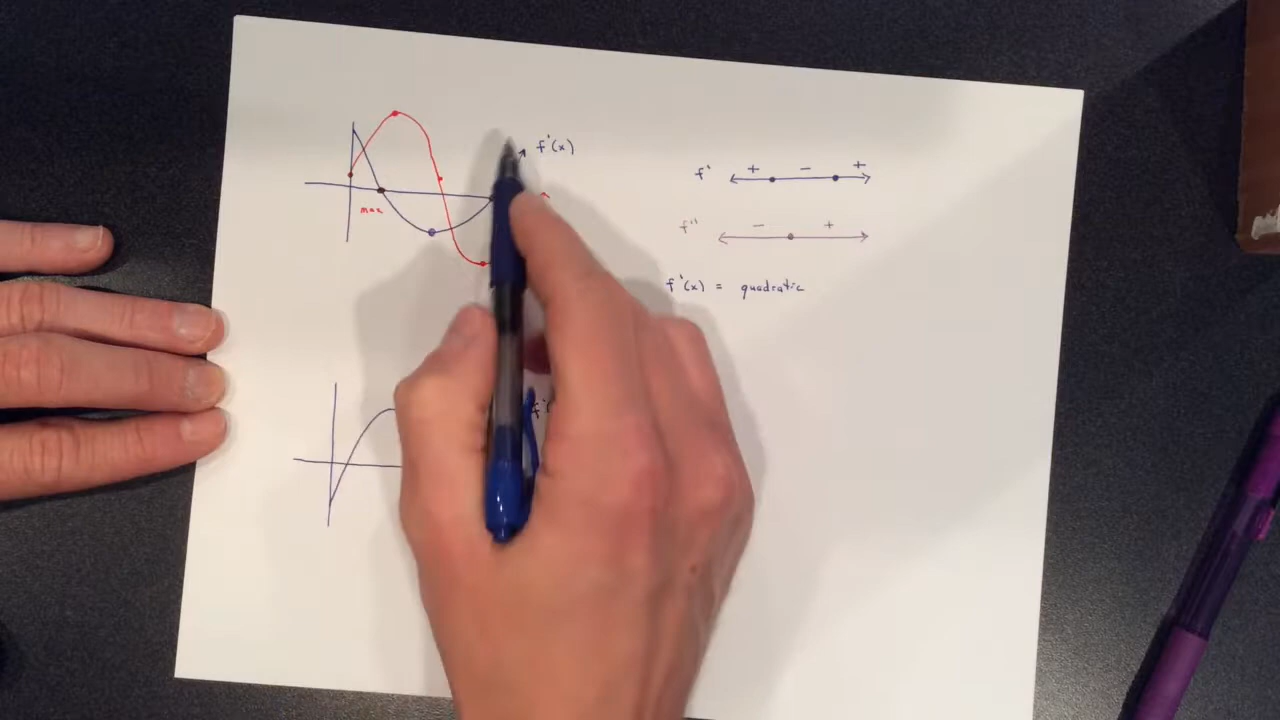 f'(x)
max
f' + - +
f'' - +
f'(x) = quadratic
f'(